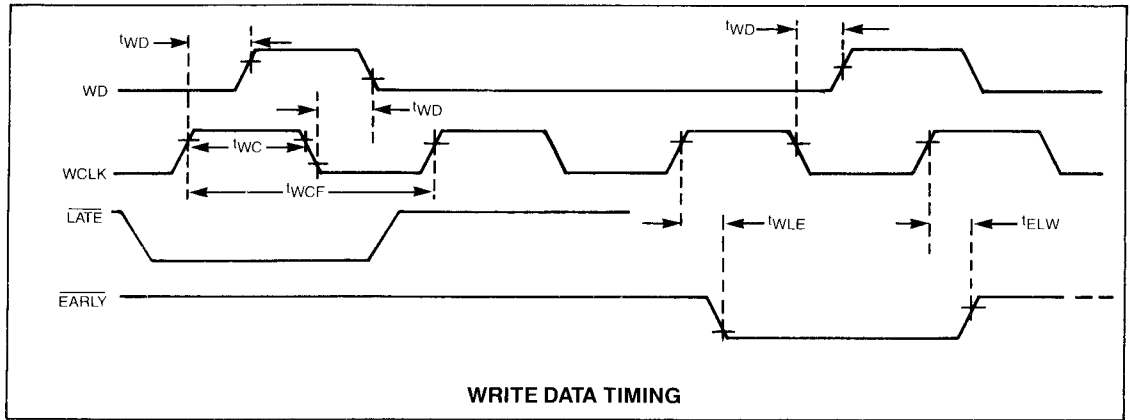 tWD
tWD
WD
tWD
tWC
WCLK
tWCF
LATE
tWLE
tELW
EARLY
WRITE DATA TIMING